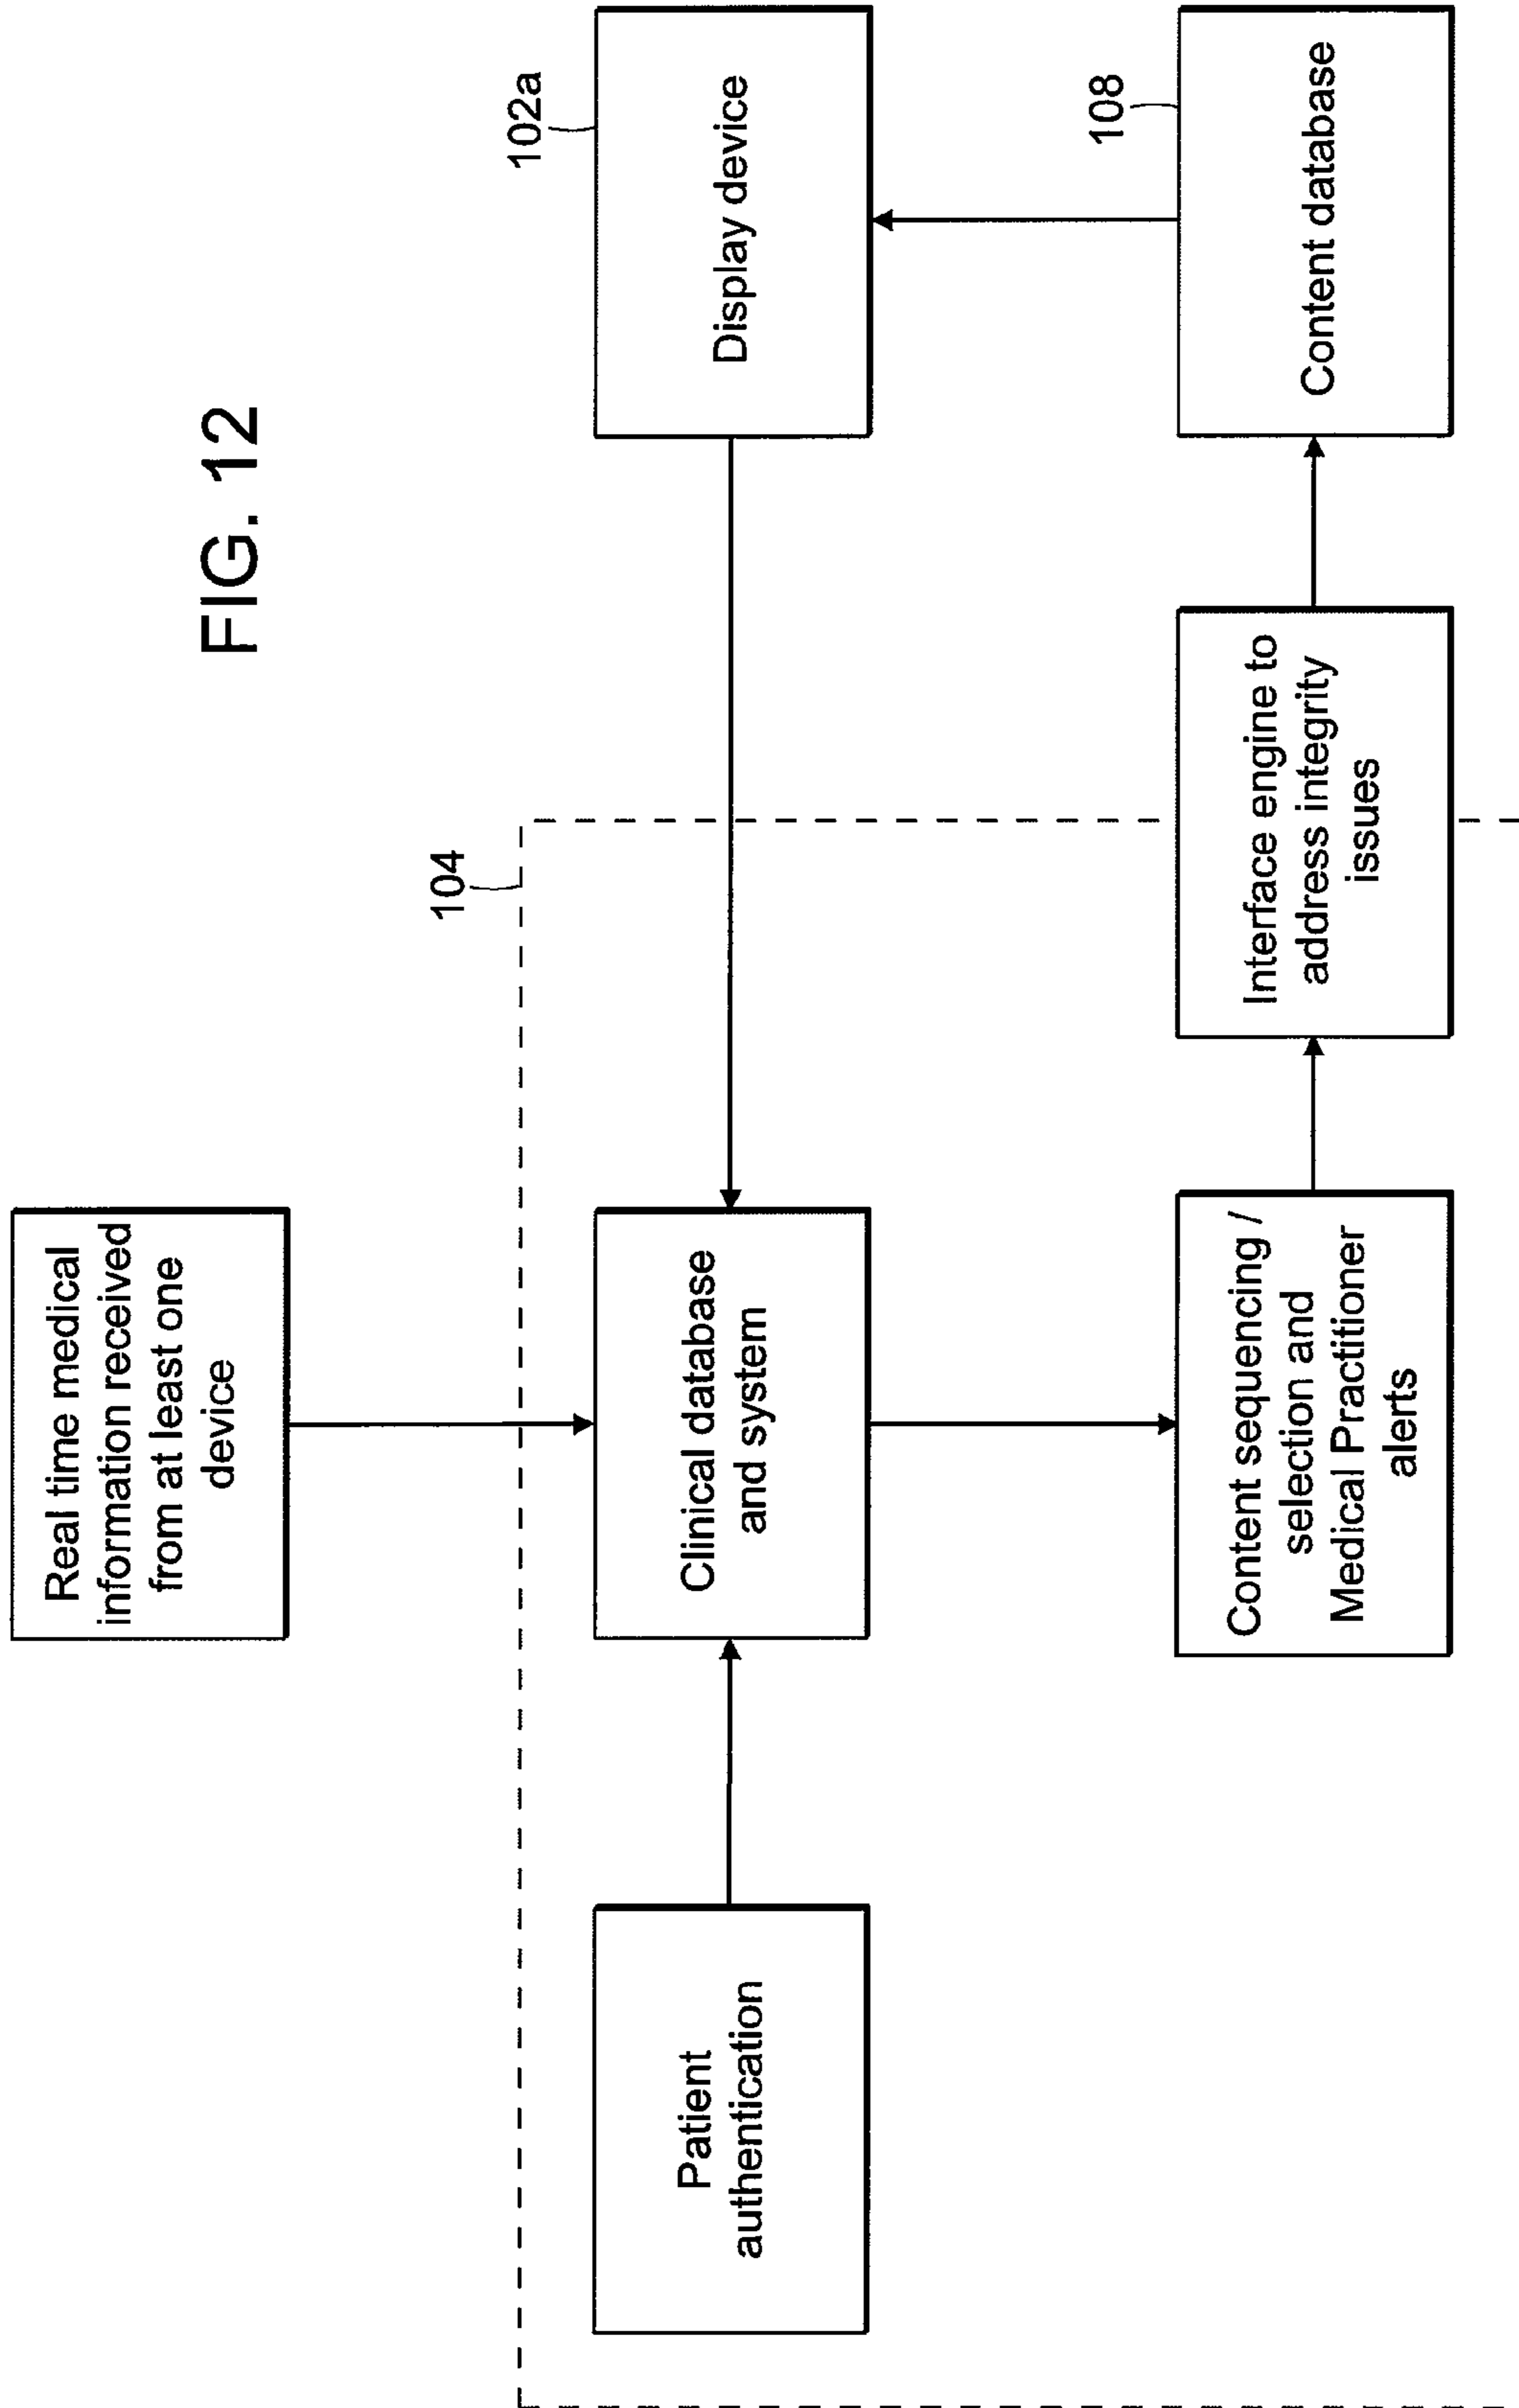 FIG. 12
Real time medical
information received
from at least one
device
104
102a
Patient
authentication
Clinical database
and system
Display device
108
Content sequencing /
selection and
Medical Practitioner
alerts
Interface engine to
address integrity
issues
Content database